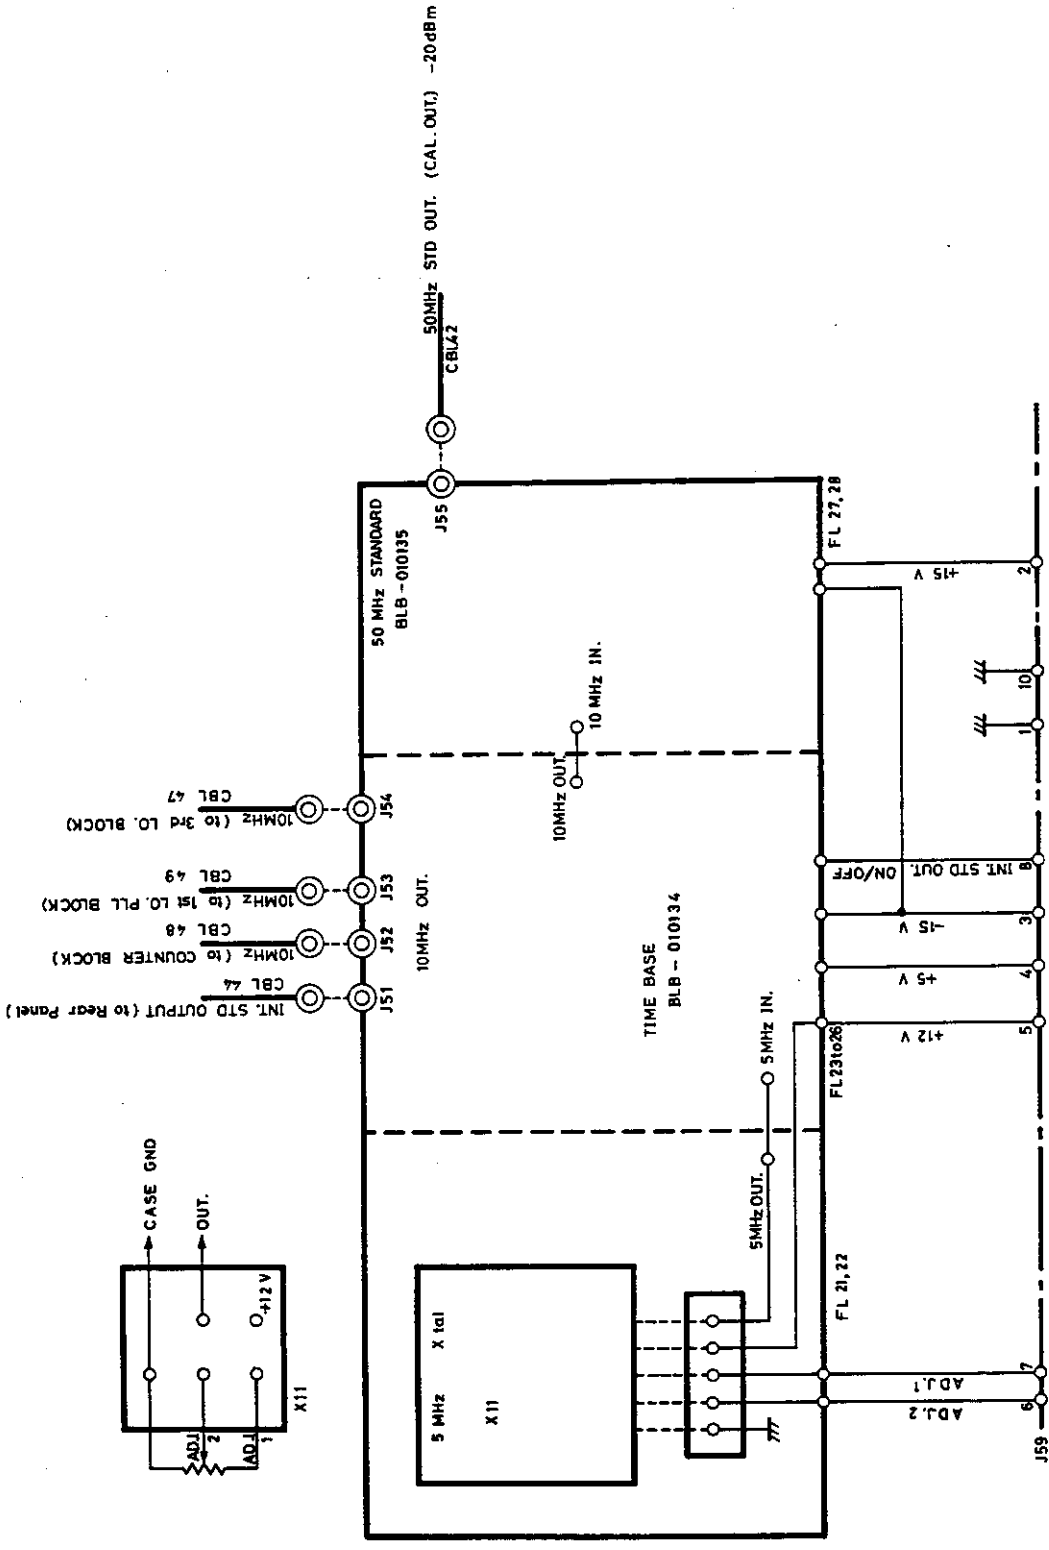 CASE GND
OUT.
+12 V
ADJ. 2
ADJ. 1
X11
INT. STD OUTPUT (to Rear Panel)
CBL 44
10MHz (to COUNTER BLOCK)
CBL 48
10MHz (to 1st LO. PLL BLOCK)
CBL 49
10MHz (to 3rd LO. BLOCK)
CBL 47
J51
J52
J53
J54
10MHz OUT.
50MHz STD OUT. (CAL. OUT.) -20dBm
CBL42
J55
50 MHz STANDARD
BLB-010135
10MHz OUT.
10 MHz IN.
TIME BASE
BLB-010134
5 MHz X tal
X11
5MHz OUT.
5MHz IN.
FL 21, 22
FL23to26
FL 27, 28
ADJ.2
ADJ.1
+12 V
+5 V
-15 V
INT. STD OUT. ON/OFF
+15 V
J59
6
7
5
4
3
8
1
10
2